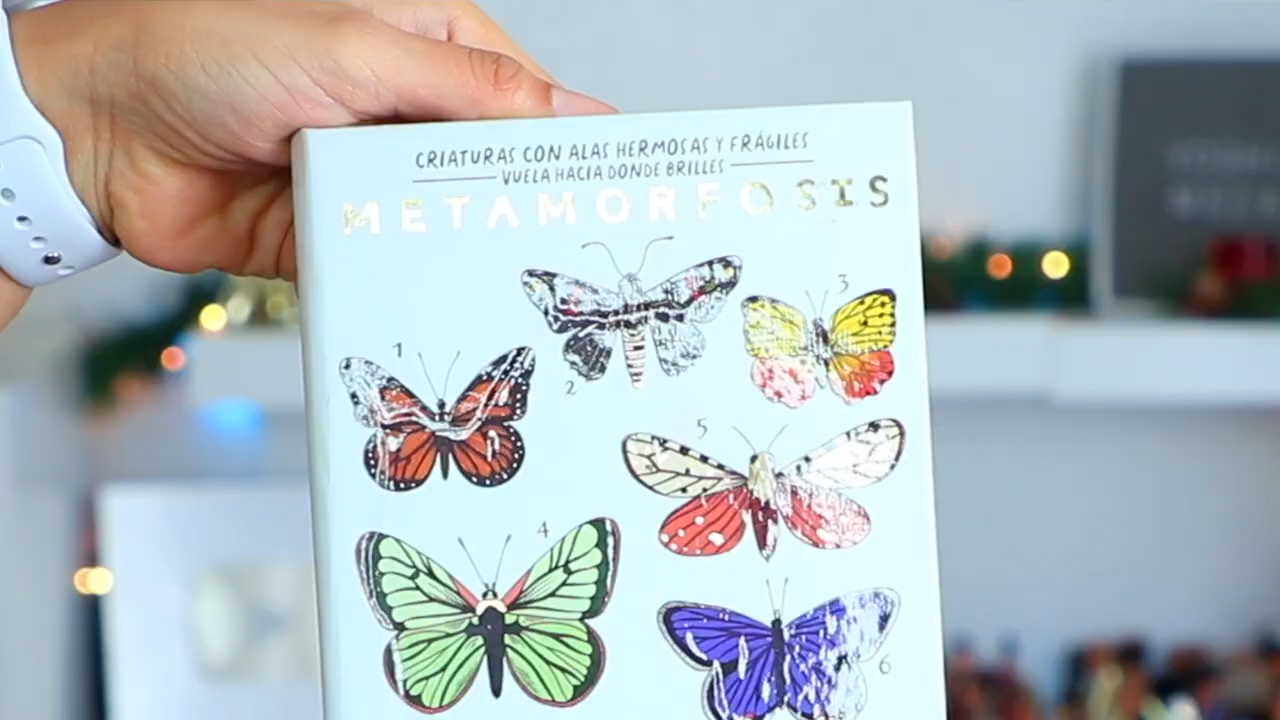 CRIATURAS CON ALAS HERMOSAS Y FRÁGILES
VUELA HACIA DONDE BRILLES
METAMORFOSIS
1
2
3
4
5
6